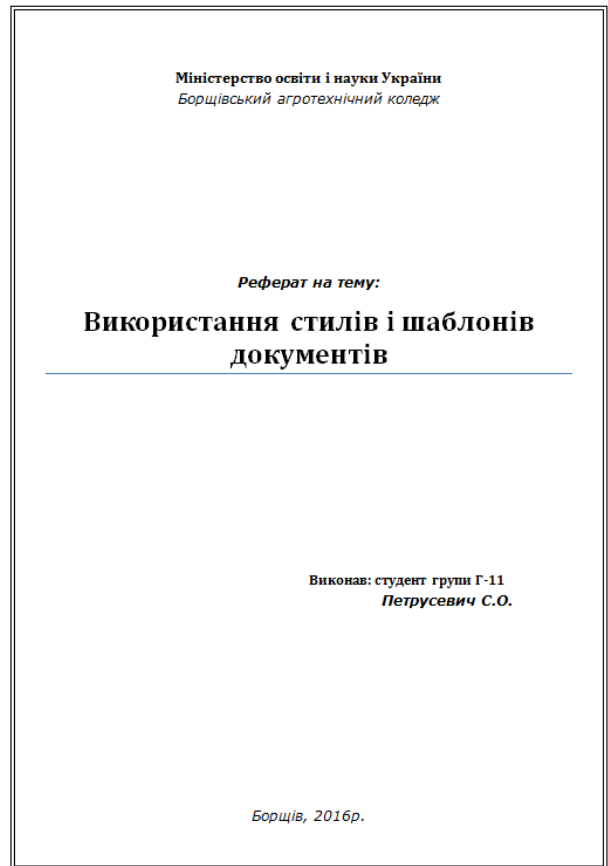 Міністерство освіти і науки України
Борщівський агротехнічний коледж
Реферат на тему:
Використання стилів і шаблонів
документів
Виконав: студент групи Г-11
Петрусевич С.О.
Борщів, 2016р.